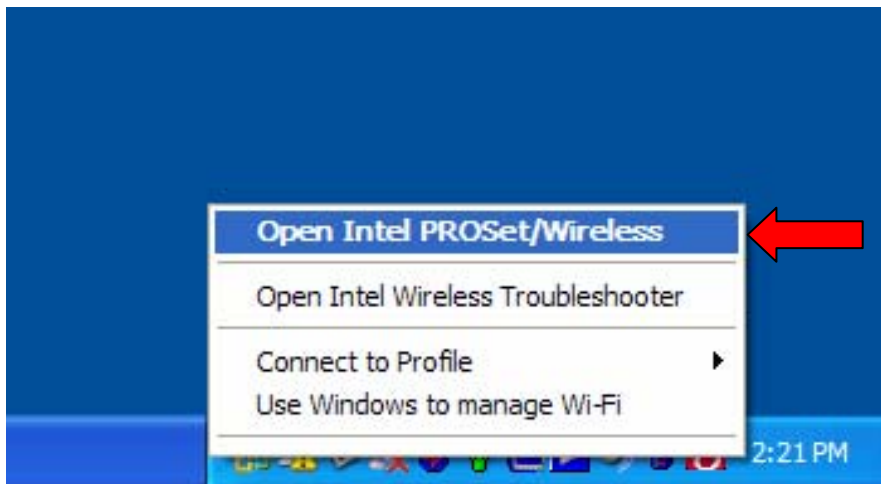 Open Intel PROSet/Wireless
Open Intel Wireless Troubleshooter
Connect to Profile
Use Windows to manage Wi-Fi
2:21 PM